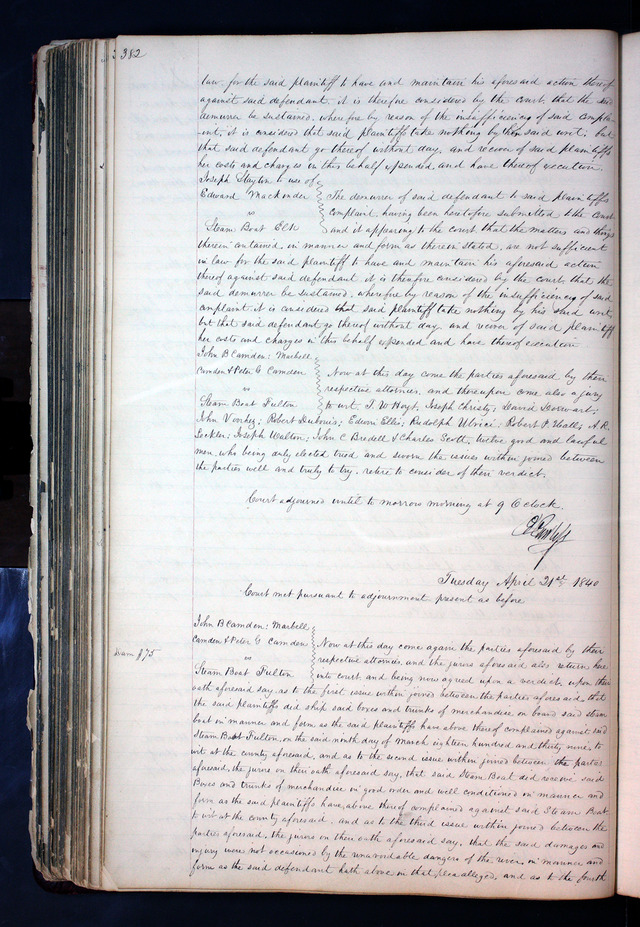 382
law for the said plaintiff to have and maintain his aforesaid action thereof
against said defendant, it is therefore considered by the court that the said
demurrer be sustained, wherefore by reason of the insufficiency of said compla-
-int, it is considered that said plaintiff take nothing by their said writ; but
that said defendant go thereof without day, and recover of said plaintiffs
her costs and charges in this behalf expended and have thereof execution.
Joseph Slayton to use of
Edward Mackinder
vs
Steam Boat Elk
The demurrer of said defendant to said plaintiffs
complaint, having been heretofore submitted to the court
and it appearing to the court that the matters and things
therein contained, in manner and form as therein stated, are not sufficient
in law for the said plaintiff to have and maintain his aforesaid action
thereof against said defendant it is therefore considered by the court that the
said demurrer be sustained, wherefore by reason of the insufficiency of said
complaint it is considered that said plaintiff take nothing by his said writ,
but that said defendant go thereof without day and recover of said plaintiff
her costs and charges in this behalf expended and have thereof execution
John B Camden; Marbell
Camden & Peter G Camden
vs
Steam Boat Fulton
Now at this day come the parties aforesaid by their
respective attornies, and thereupon come also a jury
to wit, T. W Hoyt, Joseph Christy, David Dorwart;
John Voorhez; Robert Dubouis; Edwin Ellis; Rudolph Ulrici; Robert P. Hall; A. R.
Seckler; Joseph Walton; John C Bredell & Charles Scott, twelve good and lawful
men, who being duly elected tried and sworn the issues within joined between
the parties well and truly to try, retire to consider of their verdict.
Court adjourned until to morrow morning at 9 O'clock.
Tuesday April 21st 1840
Court met pursuant to adjournment present as before
John B Camden; Marbell
Camden & Peter G Camden
vs
Steam Boat Fulton
Dam $75
Now at this day come again the parties aforesaid by their
respective attornies, and the jurors aforesaid also return here
into court and being now agreed upon a verdict, upon their
oath aforesaid say as to the first issue within joined between the parties aforesaid, that
the said plaintiffs did ship said boxes and trunks of merchandise on board said steam
boat in manner and form as the said plaintiffs have above thereof complained against said
Steam Boat Fulton, on the said ninth day of March eighteen hundred and thirty nine, to
wit at the county aforesaid, and as to the second issue within joined between the parties
aforesaid, the jurors on their oath aforesaid say, that said Steam Boat did receive said
Boxes and trunks of merchandise in good order and well conditioned in manner and
form as the said plaintiffs have above thereof complained against said Steam Boat
to wit at the county aforesaid, and as to the third issue within joined between the
parties aforesaid, the jurors on their oath aforesaid say, that the said damages and
injury were not occasioned by the unavoidable dangers of the river, in manner and
form as the said defendant hath above in that plea alleged, and as to the fourth